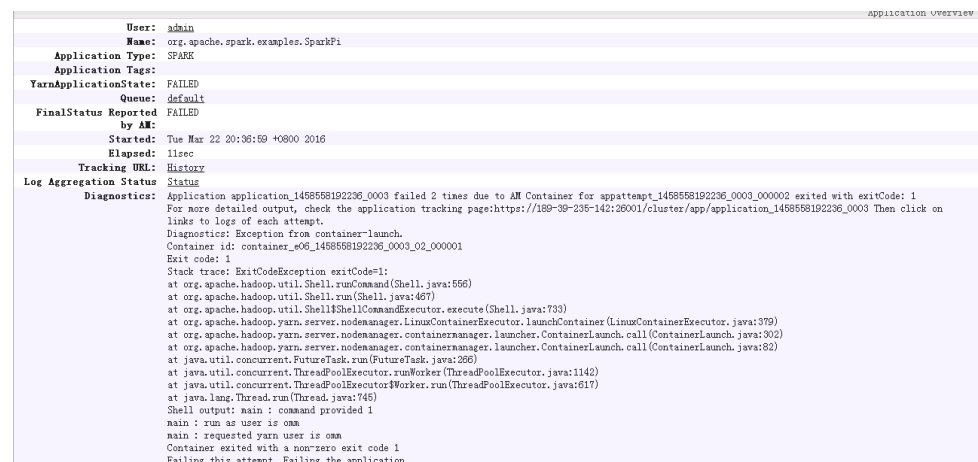 Application Overview
User: admin
Name: org.apache.spark.examples.SparkPi
Application Type: SPARK
Application Tags:
YarnApplicationState: FAILED
Queue: default
FinalStatus Reported by AM: FAILED
Started: Tue Mar 22 20:36:59 +0800 2016
Elapsed: 11sec
Tracking URL: History
Log Aggregation Status Status
Diagnostics: Application application_1458558192236_0003 failed 2 times due to AM Container for appattempt_1458558192236_0003_000002 exited with exitCode: 1
For more detailed output, check the application tracking page:https://189-39-235-142:26001/cluster/app/application_1458558192236_0003 Then click on
links to logs of each attempt.
Diagnostics: Exception from container-launch.
Container id: container_e06_1458558192236_0003_02_000001
Exit code: 1
Stack trace: ExitCodeException exitCode=1:
at org.apache.hadoop.util.Shell.runCommand(Shell.java:556)
at org.apache.hadoop.util.Shell.run(Shell.java:467)
at org.apache.hadoop.util.Shell$ShellCommandExecutor.execute(Shell.java:733)
at org.apache.hadoop.yarn.server.nodemanager.LinuxContainerExecutor.launchContainer(LinuxContainerExecutor.java:379)
at org.apache.hadoop.yarn.server.nodemanager.containermanager.launcher.ContainerLaunch.call(ContainerLaunch.java:302)
at org.apache.hadoop.yarn.server.nodemanager.containermanager.launcher.ContainerLaunch.call(ContainerLaunch.java:82)
at java.util.concurrent.FutureTask.run(FutureTask.java:266)
at java.util.concurrent.ThreadPoolExecutor.runWorker(ThreadPoolExecutor.java:1142)
at java.util.concurrent.ThreadPoolExecutor$Worker.run(ThreadPoolExecutor.java:617)
at java.lang.Thread.run(Thread.java:745)
Shell output: main : command provided 1
main : run as user is omm
main : requested yarn user is omm
Container exited with a non-zero exit code 1
Failing this attempt. Failing the application.